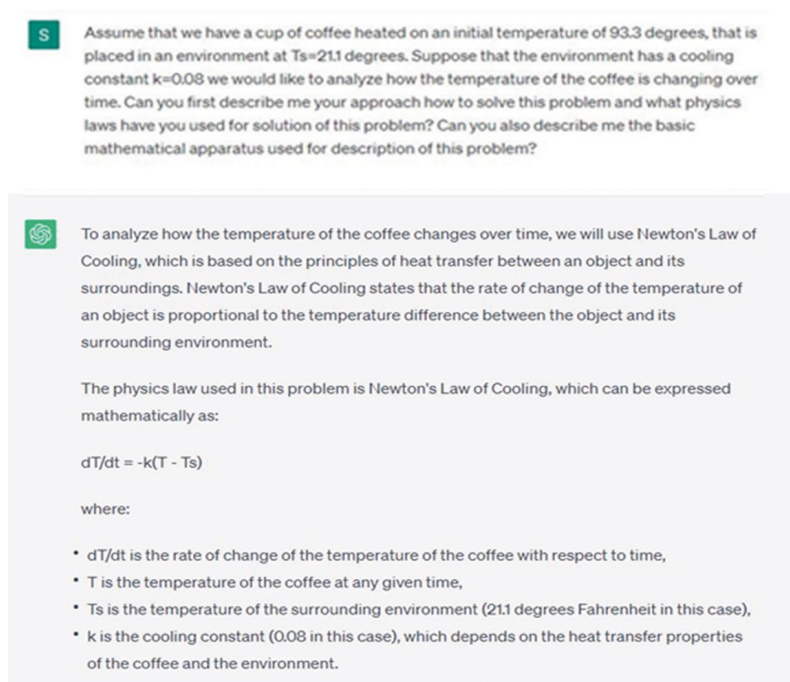 S
Assume that we have a cup of coffee heated on an initial temperature of 93.3 degrees, that is
placed in an environment at Ts=21.1 degrees. Suppose that the environment has a cooling
constant k=0.08 we would like to analyze how the temperature of the coffee is changing over
time. Can you first describe me your approach how to solve this problem and what physics
laws have you used for solution of this problem? Can you also describe me the basic
mathematical apparatus used for description of this problem?
To analyze how the temperature of the coffee changes over time, we will use Newton's Law of
Cooling, which is based on the principles of heat transfer between an object and its
surroundings. Newton's Law of Cooling states that the rate of change of the temperature of
an object is proportional to the temperature difference between the object and its
surrounding environment.
The physics law used in this problem is Newton's Law of Cooling, which can be expressed
mathematically as:
dT/dt = -k(T - Ts)
where:
• dT/dt is the rate of change of the temperature of the coffee with respect to time,
• T is the temperature of the coffee at any given time,
• Ts is the temperature of the surrounding environment (21.1 degrees Fahrenheit in this case),
• k is the cooling constant (0.08 in this case), which depends on the heat transfer properties
of the coffee and the environment.